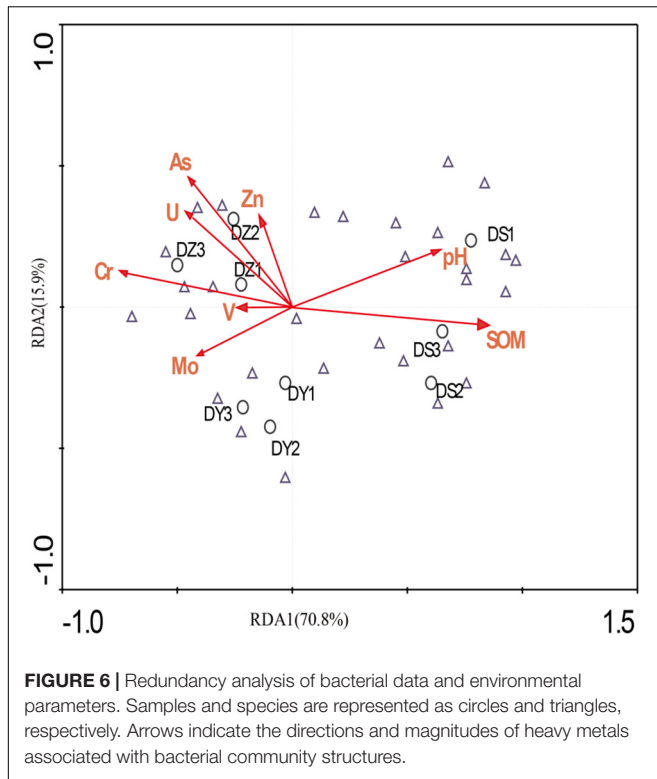 1.0
As
U
Zn
DZ2
DS1
DZ3
pH
Cr
DZ1
RDA2(15.9%)
V
DS3
SOM
Mo
DY1
DS2
DY3
DY2
-1.0
-1.0
RDA1(70.8%)
1.5
FIGURE 6 | Redundancy analysis of bacterial data and environmental
parameters. Samples and species are represented as circles and triangles,
respectively. Arrows indicate the directions and magnitudes of heavy metals
associated with bacterial community structures.